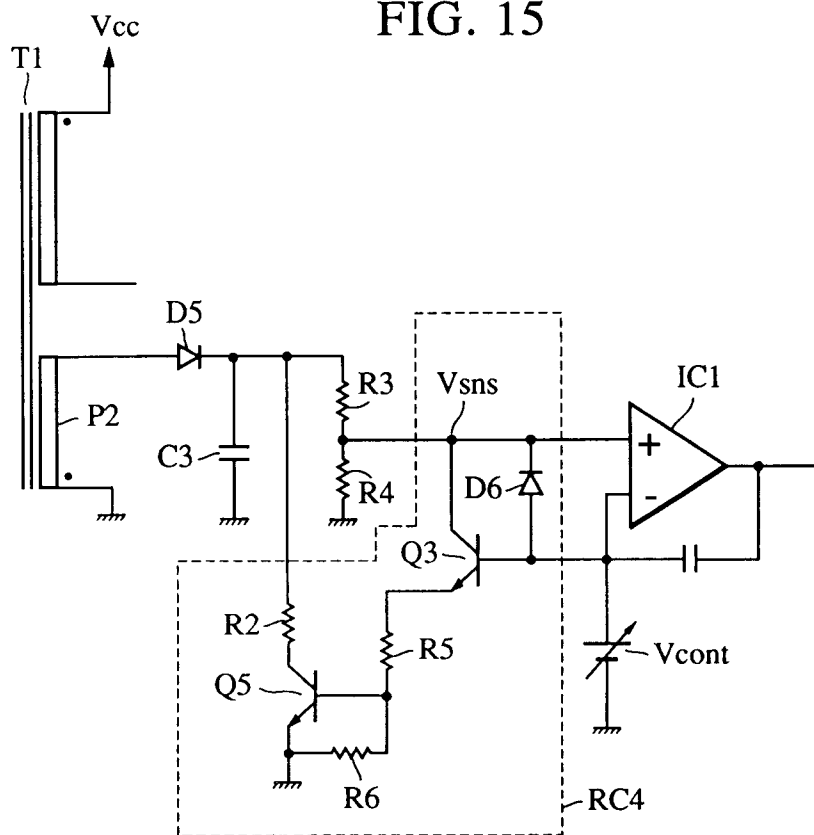 FIG. 15
Vcc
T1
D5
R3
Vsns
IC1
P2
C3
R4
D6
+
-
Q3
R2
R5
Vcont
Q5
R6
RC4